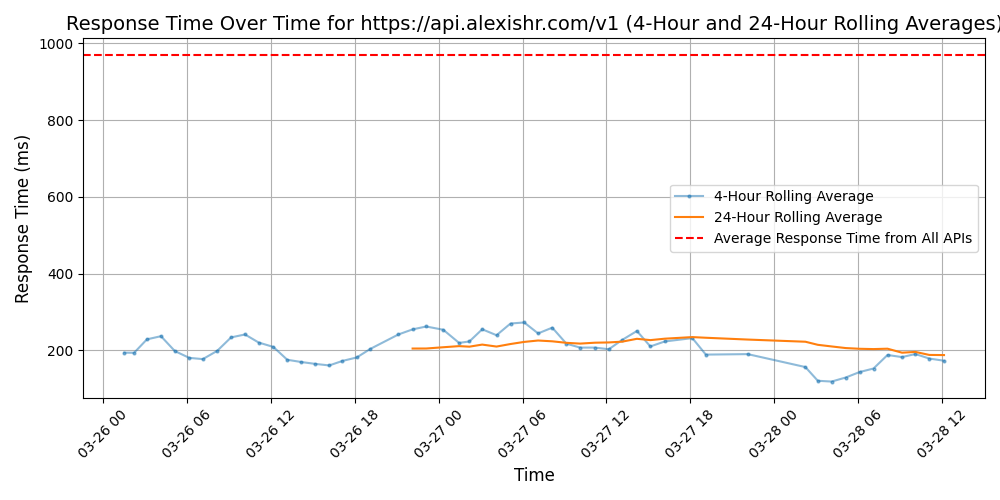 Response Time Over Time for https://api.alexishr.com/v1 (4-Hour and 24-Hour Rolling Averages)
Response Time (ms)
1000
800
600
400
200
4-Hour Rolling Average
24-Hour Rolling Average
Average Response Time from All APIs
03-26 00
03-26 06
03-26 12
03-26 18
03-27 00
03-27 06
03-27 12
03-27 18
03-28 00
03-28 06
03-28 12
Time